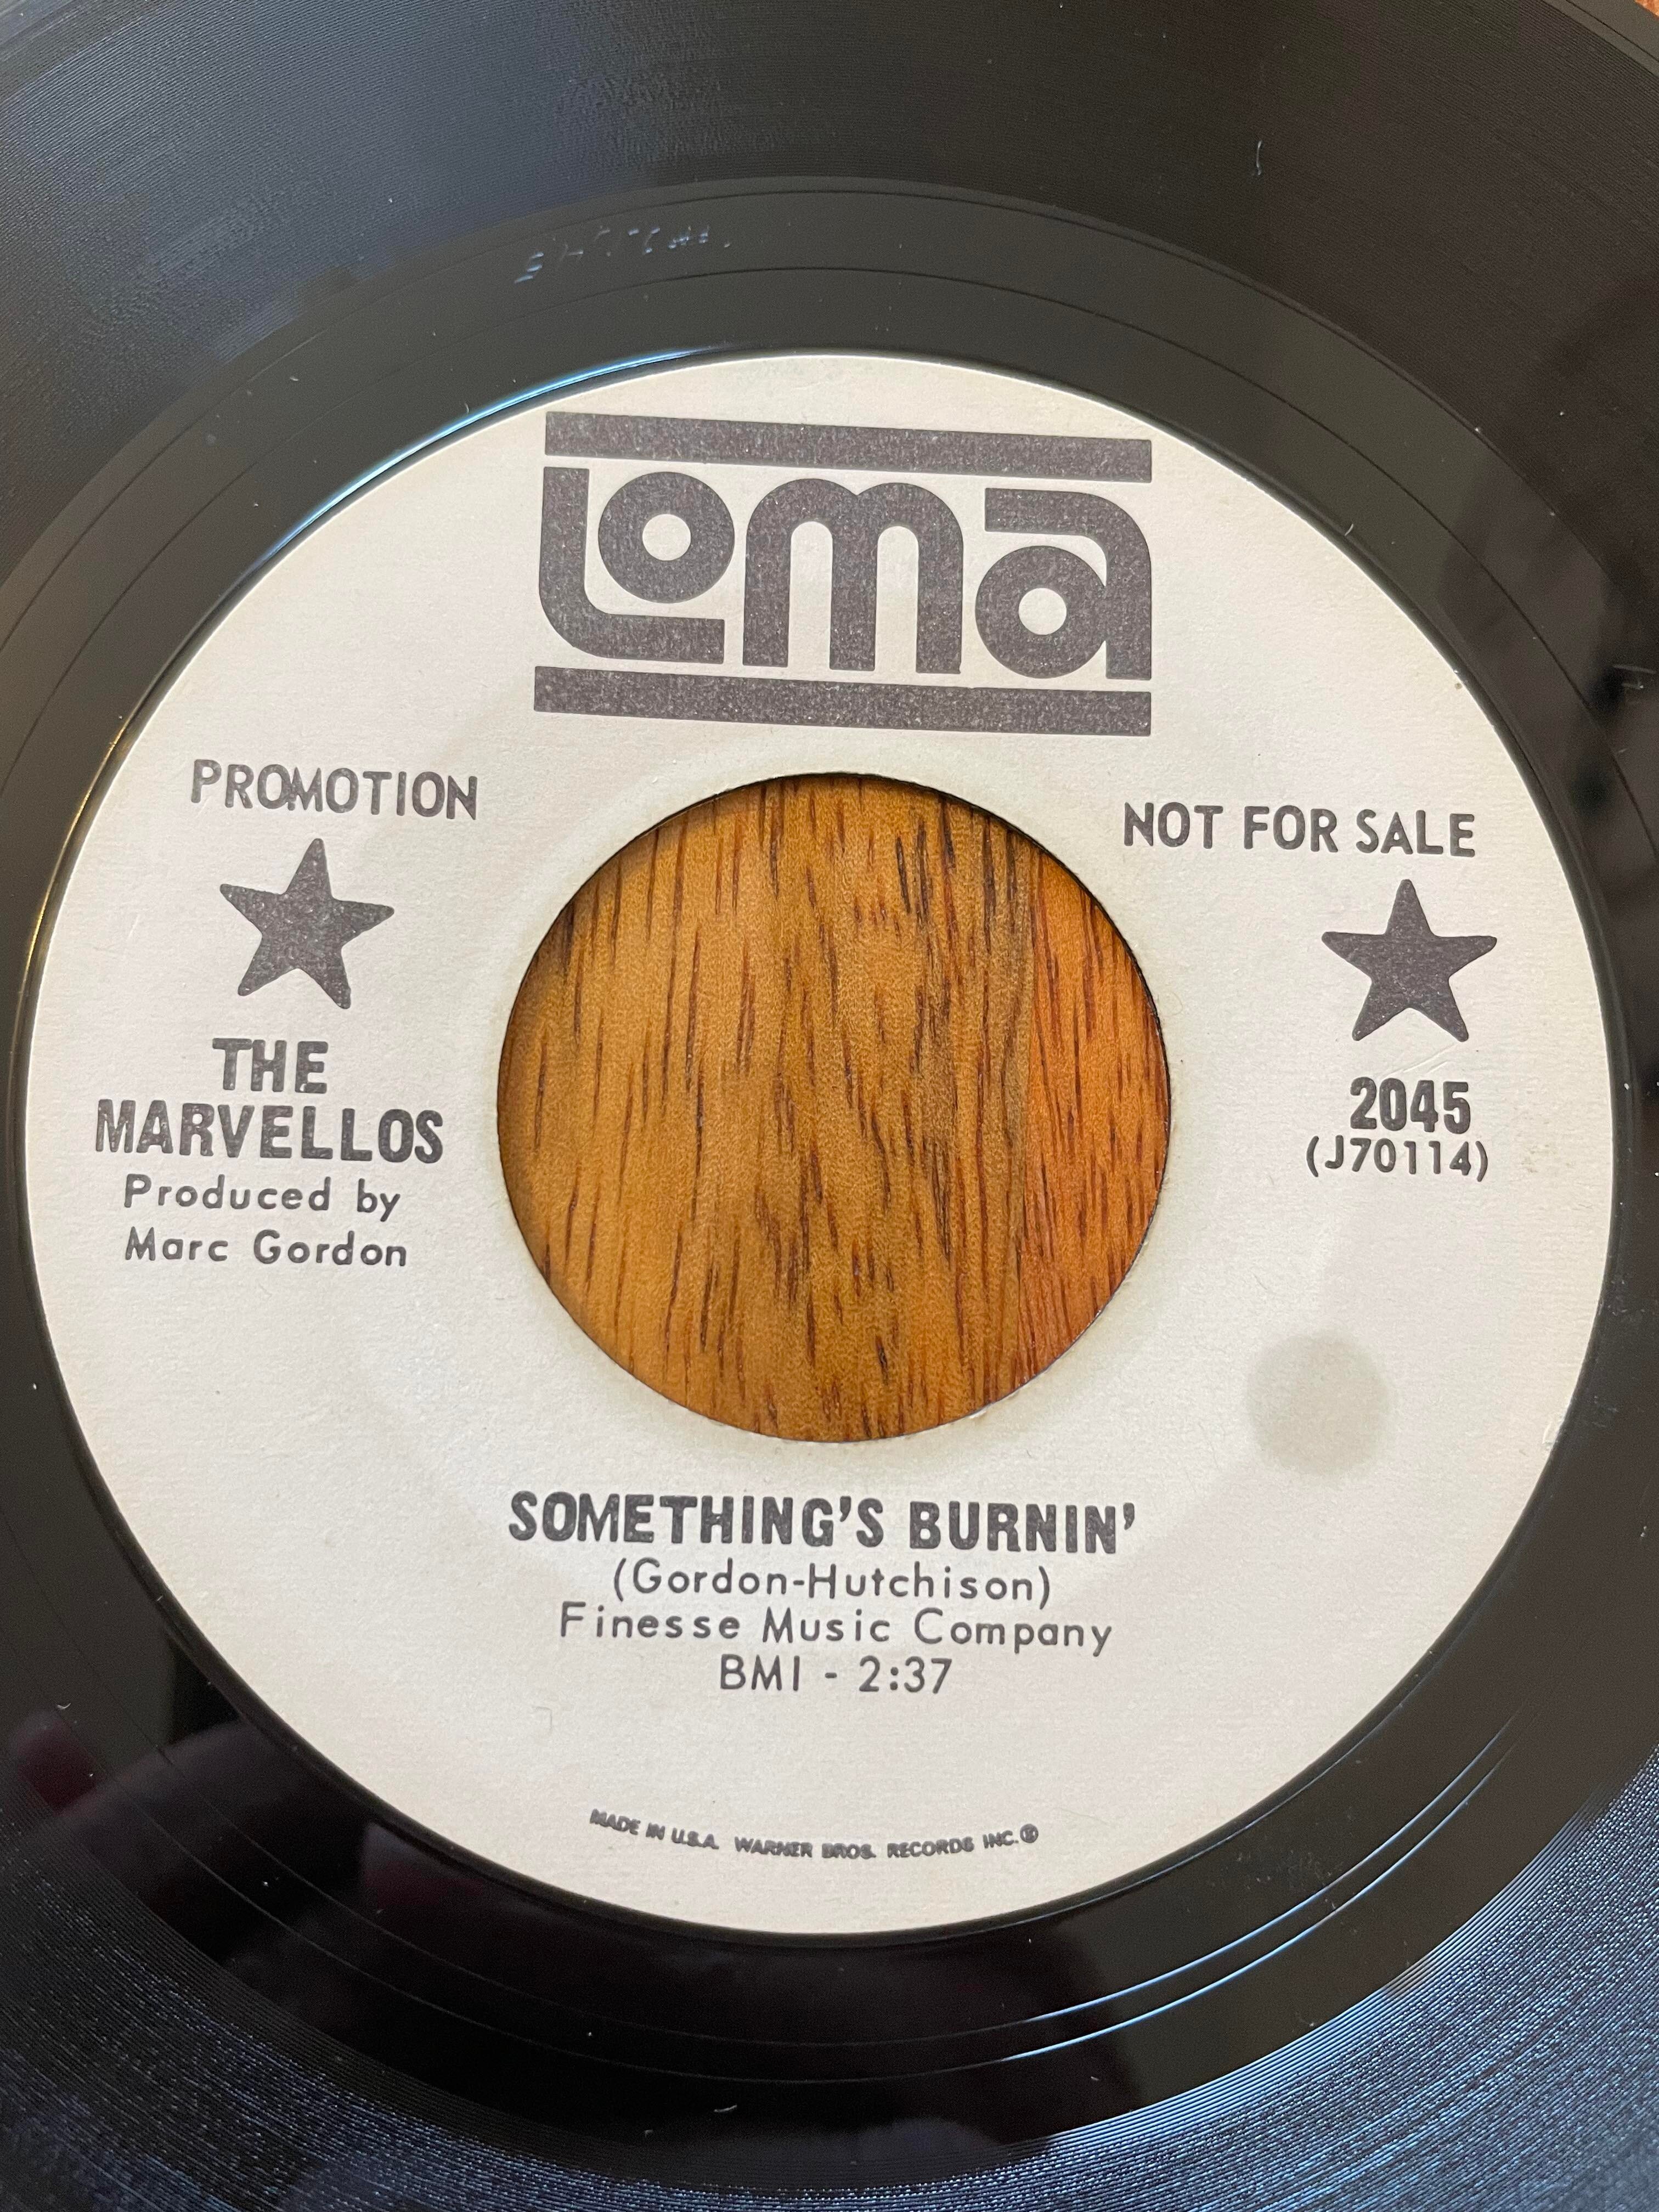 Loma
PROMOTION
NOT FOR SALE
THE
MARVELLOS
Produced by
Marc Gordon
2045
(J70114)
SOMETHING'S BURNIN'
(Gordon-Hutchison)
Finesse Music Company
BMI - 2:37
MADE IN U.S.A. WARNER BROS. RECORDS INC.®